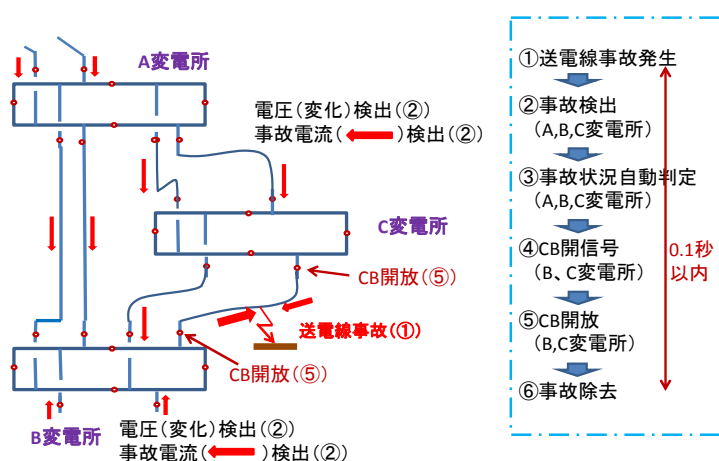 A変電所
電圧(変化)検出(②)
事故電流( )検出(②)
C変電所
CB開放(⑤)
送電線事故(①)
CB開放(⑤)
B変電所
電圧(変化)検出(②)
事故電流( )検出(②)
①送電線事故発生
②事故検出
(A,B,C変電所)
③事故状況自動判定
(A,B,C変電所)
④CB開信号
(B、C変電所)
⑤CB開放
(B,C変電所)
⑥事故除去
0.1秒
以内